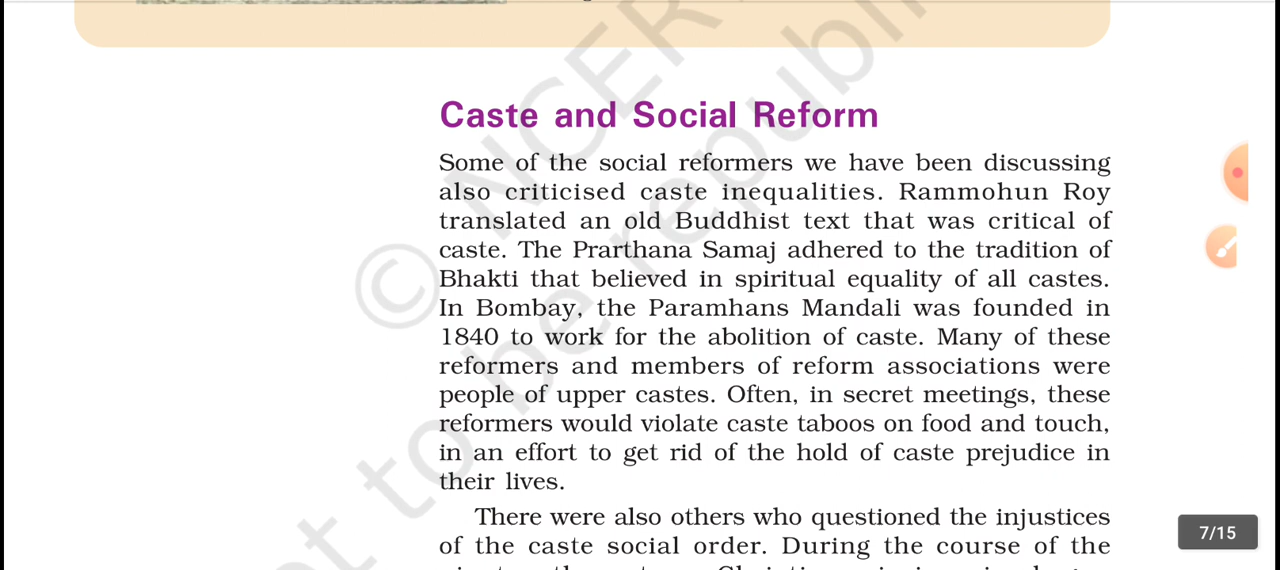 Caste and Social Reform
Some of the social reformers we have been discussing
also criticised caste inequalities. Rammohun Roy
translated an old Buddhist text that was critical of
caste. The Prarthana Samaj adhered to the tradition of
Bhakti that believed in spiritual equality of all castes.
In Bombay, the Paramhans Mandali was founded in
1840 to work for the abolition of caste. Many of these
reformers and members of reform associations were
people of upper castes. Often, in secret meetings, these
reformers would violate caste taboos on food and touch,
in an effort to get rid of the hold of caste prejudice in
their lives.
There were also others who questioned the injustices
of the caste social order. During the course of the
7/15
© NCER
to be republi